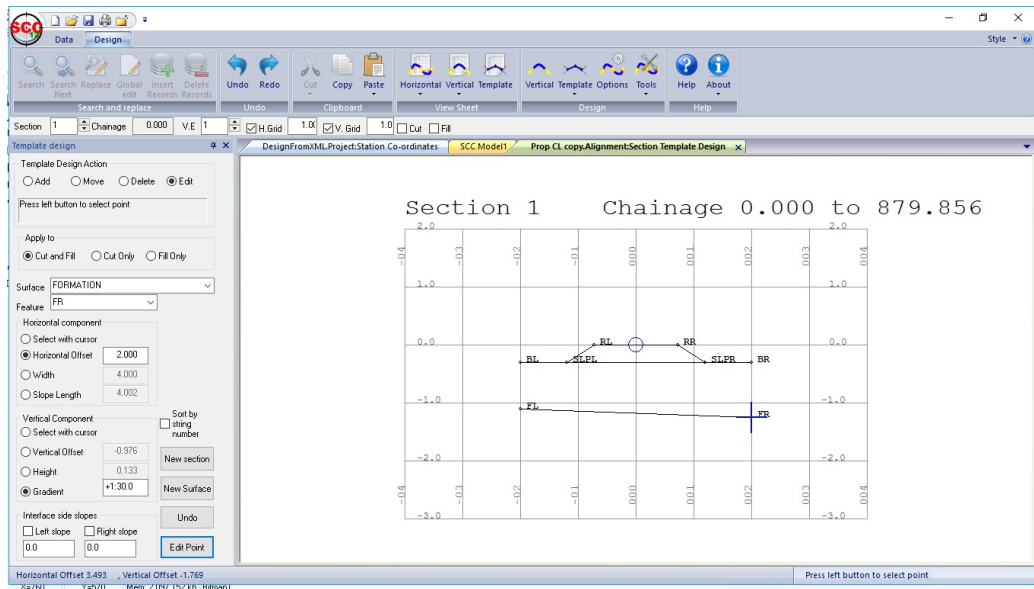 SCC
Style
Data Design
Search Search Next Replace Global edit Insert Records Delete Records Undo Redo Cut Copy Paste Horizontal Vertical Template Vertical Template Options Tools Help About
Search and replace Undo Clipboard View Sheet Design Help
Section 1 Chainage 0.000 V.E 1 H.Grid 1.0( V. Grid 1.0 Cut Fill
Template design
DesignFromXML.Project:Station Co-ordinates SCC Model1 Prop CL copy.Alignment:Section Template Design
Template Design Action
Add Move Delete Edit
Press left button to select point
Apply to
Cut and Fill Cut Only Fill Only
Surface FORMATION
Feature FR
Horizontal component
Select with cursor
Horizontal Offset 2.000
Width 4.000
Slope Length 4.002
Vertical Component
Select with cursor
Sort by string number
Vertical Offset -0.976
New section
Height 0.133
Gradient +1:30.0
New Surface
Interface side slopes
Undo
Left slope Right slope
0.0 0.0
Edit Point
Section 1 Chainage 0.000 to 879.856
2.0 2.0
-04 -03 -02 -01 000 001 002 003 004
1.0 1.0
0.0 RL RR 0.0
BL SLPL SLPR BR
-1.0 -1.0
FL FR
-2.0 -2.0
-04 -03 -02 -01 000 001 002 003 004
-3.0 -3.0
Horizontal Offset 3.493 , Vertical Offset -1.769
Press left button to select point